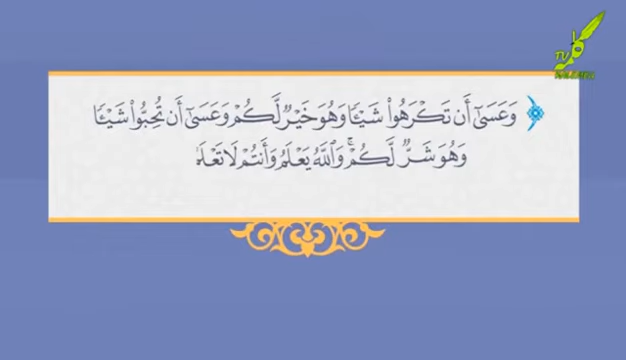 وَعَسَىٰٓ أَن تَكْرَهُوا۟ شَيْـًٔا وَهُوَ خَيْرٌ لَّكُمْ وَعَسَىٰٓ أَن تُحِبُّوا۟ شَيْـًٔا
وَهُوَ شَرٌّ لَّكُمْ ۗ وَٱللَّهُ يَعْلَمُ وَأَنتُمْ لَا تَعْلَمُ